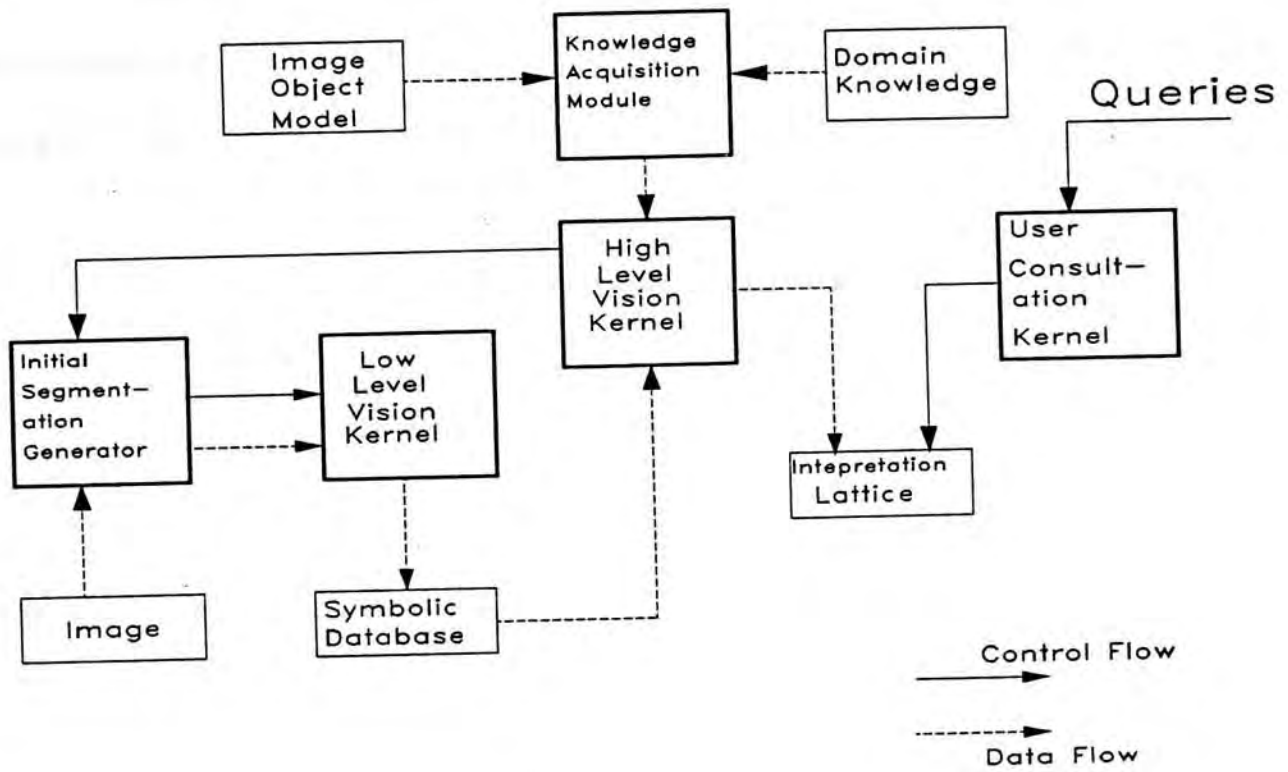 Image
Object
Model
Knowledge
Acquisition
Module
Domain
Knowledge
Queries
High
Level
Vision
Kernel
User
Consult-
ation
Kernel
Initial
Segment-
ation
Generator
Low
Level
Vision
Kernel
Intepretation
Lattice
Image
Symbolic
Database
Control Flow
Data Flow